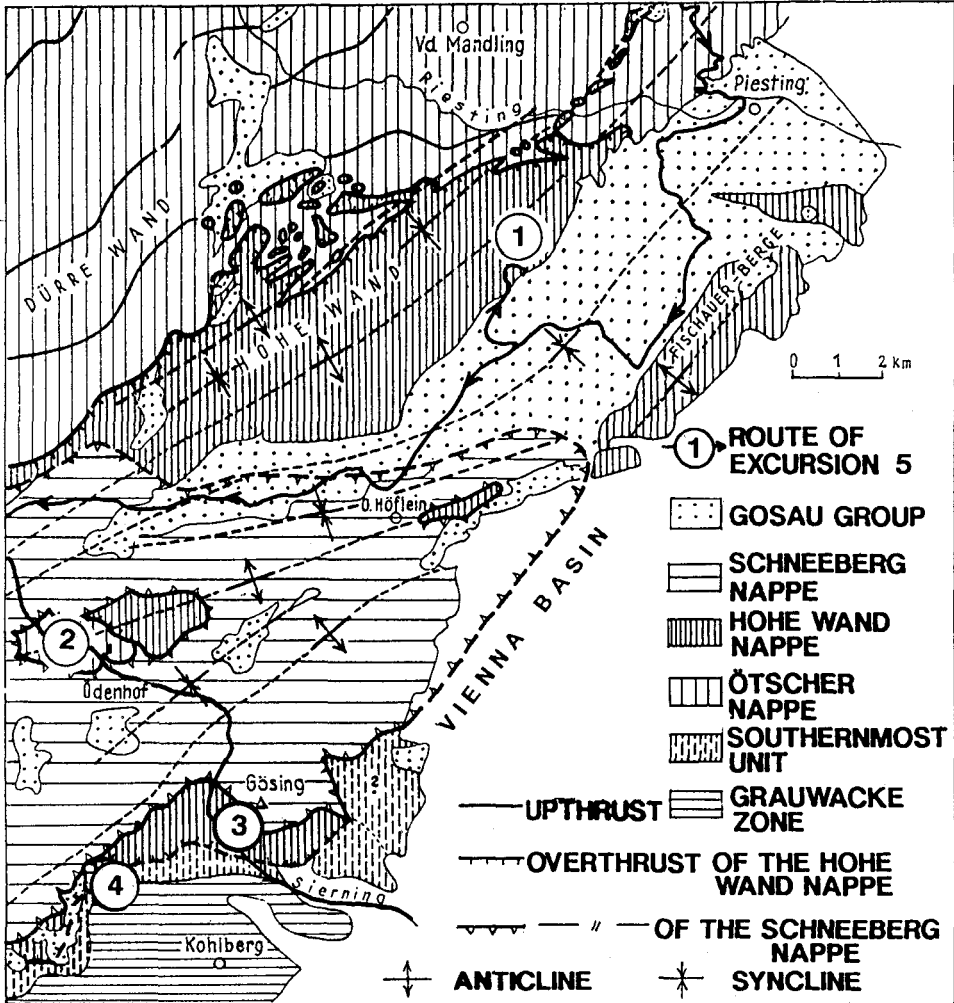 Vd. Mandling
Piesting
Piesting
DÜRRE WAND
HOHE WAND
1
FISCHAUER BERGE
0 1 2 km
1 ROUTE OF
EXCURSION 5
O. Höflein
GOSAU GROUP
SCHNEEBERG
NAPPE
VIENNA BASIN
HOHE WAND
NAPPE
2
Ödenhof
ÖTSCHER
NAPPE
SOUTHERNMOST
UNIT
2
Gösing
UPTHRUST
GRAUWACKE
ZONE
3
OVERTHRUST OF THE HOHE
WAND NAPPE
4
Sierning
— " — OF THE SCHNEEBERG
NAPPE
Kohlberg
ANTICLINE
SYNCLINE